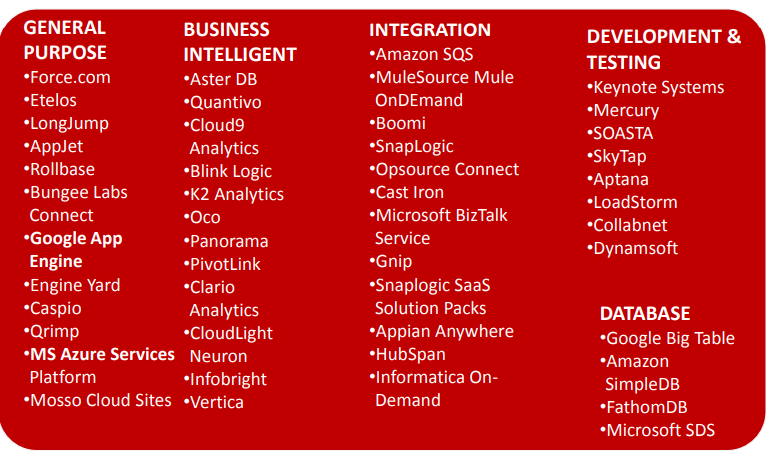 GENERAL
PURPOSE
•Force.com
•Etelos
•LongJump
•AppJet
•Rollbase
•Bungee Labs
Connect
•Google App
Engine
•Engine Yard
•Caspio
•Qrimp
•MS Azure Services
Platform
•Mosso Cloud Sites
BUSINESS
INTELLIGENT
•Aster DB
•Quantivo
•Cloud9
Analytics
•Blink Logic
•K2 Analytics
•Oco
•Panorama
•PivotLink
•Clario
Analytics
•CloudLight
Neuron
•Infobright
•Vertica
INTEGRATION
•Amazon SQS
•MuleSource Mule
OnDEmand
•Boomi
•SnapLogic
•Opsource Connect
•Cast Iron
•Microsoft BizTalk
Service
•Gnip
•Snaplogic SaaS
Solution Packs
•Appian Anywhere
•HubSpan
•Informatica On-
Demand
DEVELOPMENT &
TESTING
•Keynote Systems
•Mercury
•SOASTA
•SkyTap
•Aptana
•LoadStorm
•Collabnet
•Dynamsoft
DATABASE
•Google Big Table
•Amazon
SimpleDB
•FathomDB
•Microsoft SDS